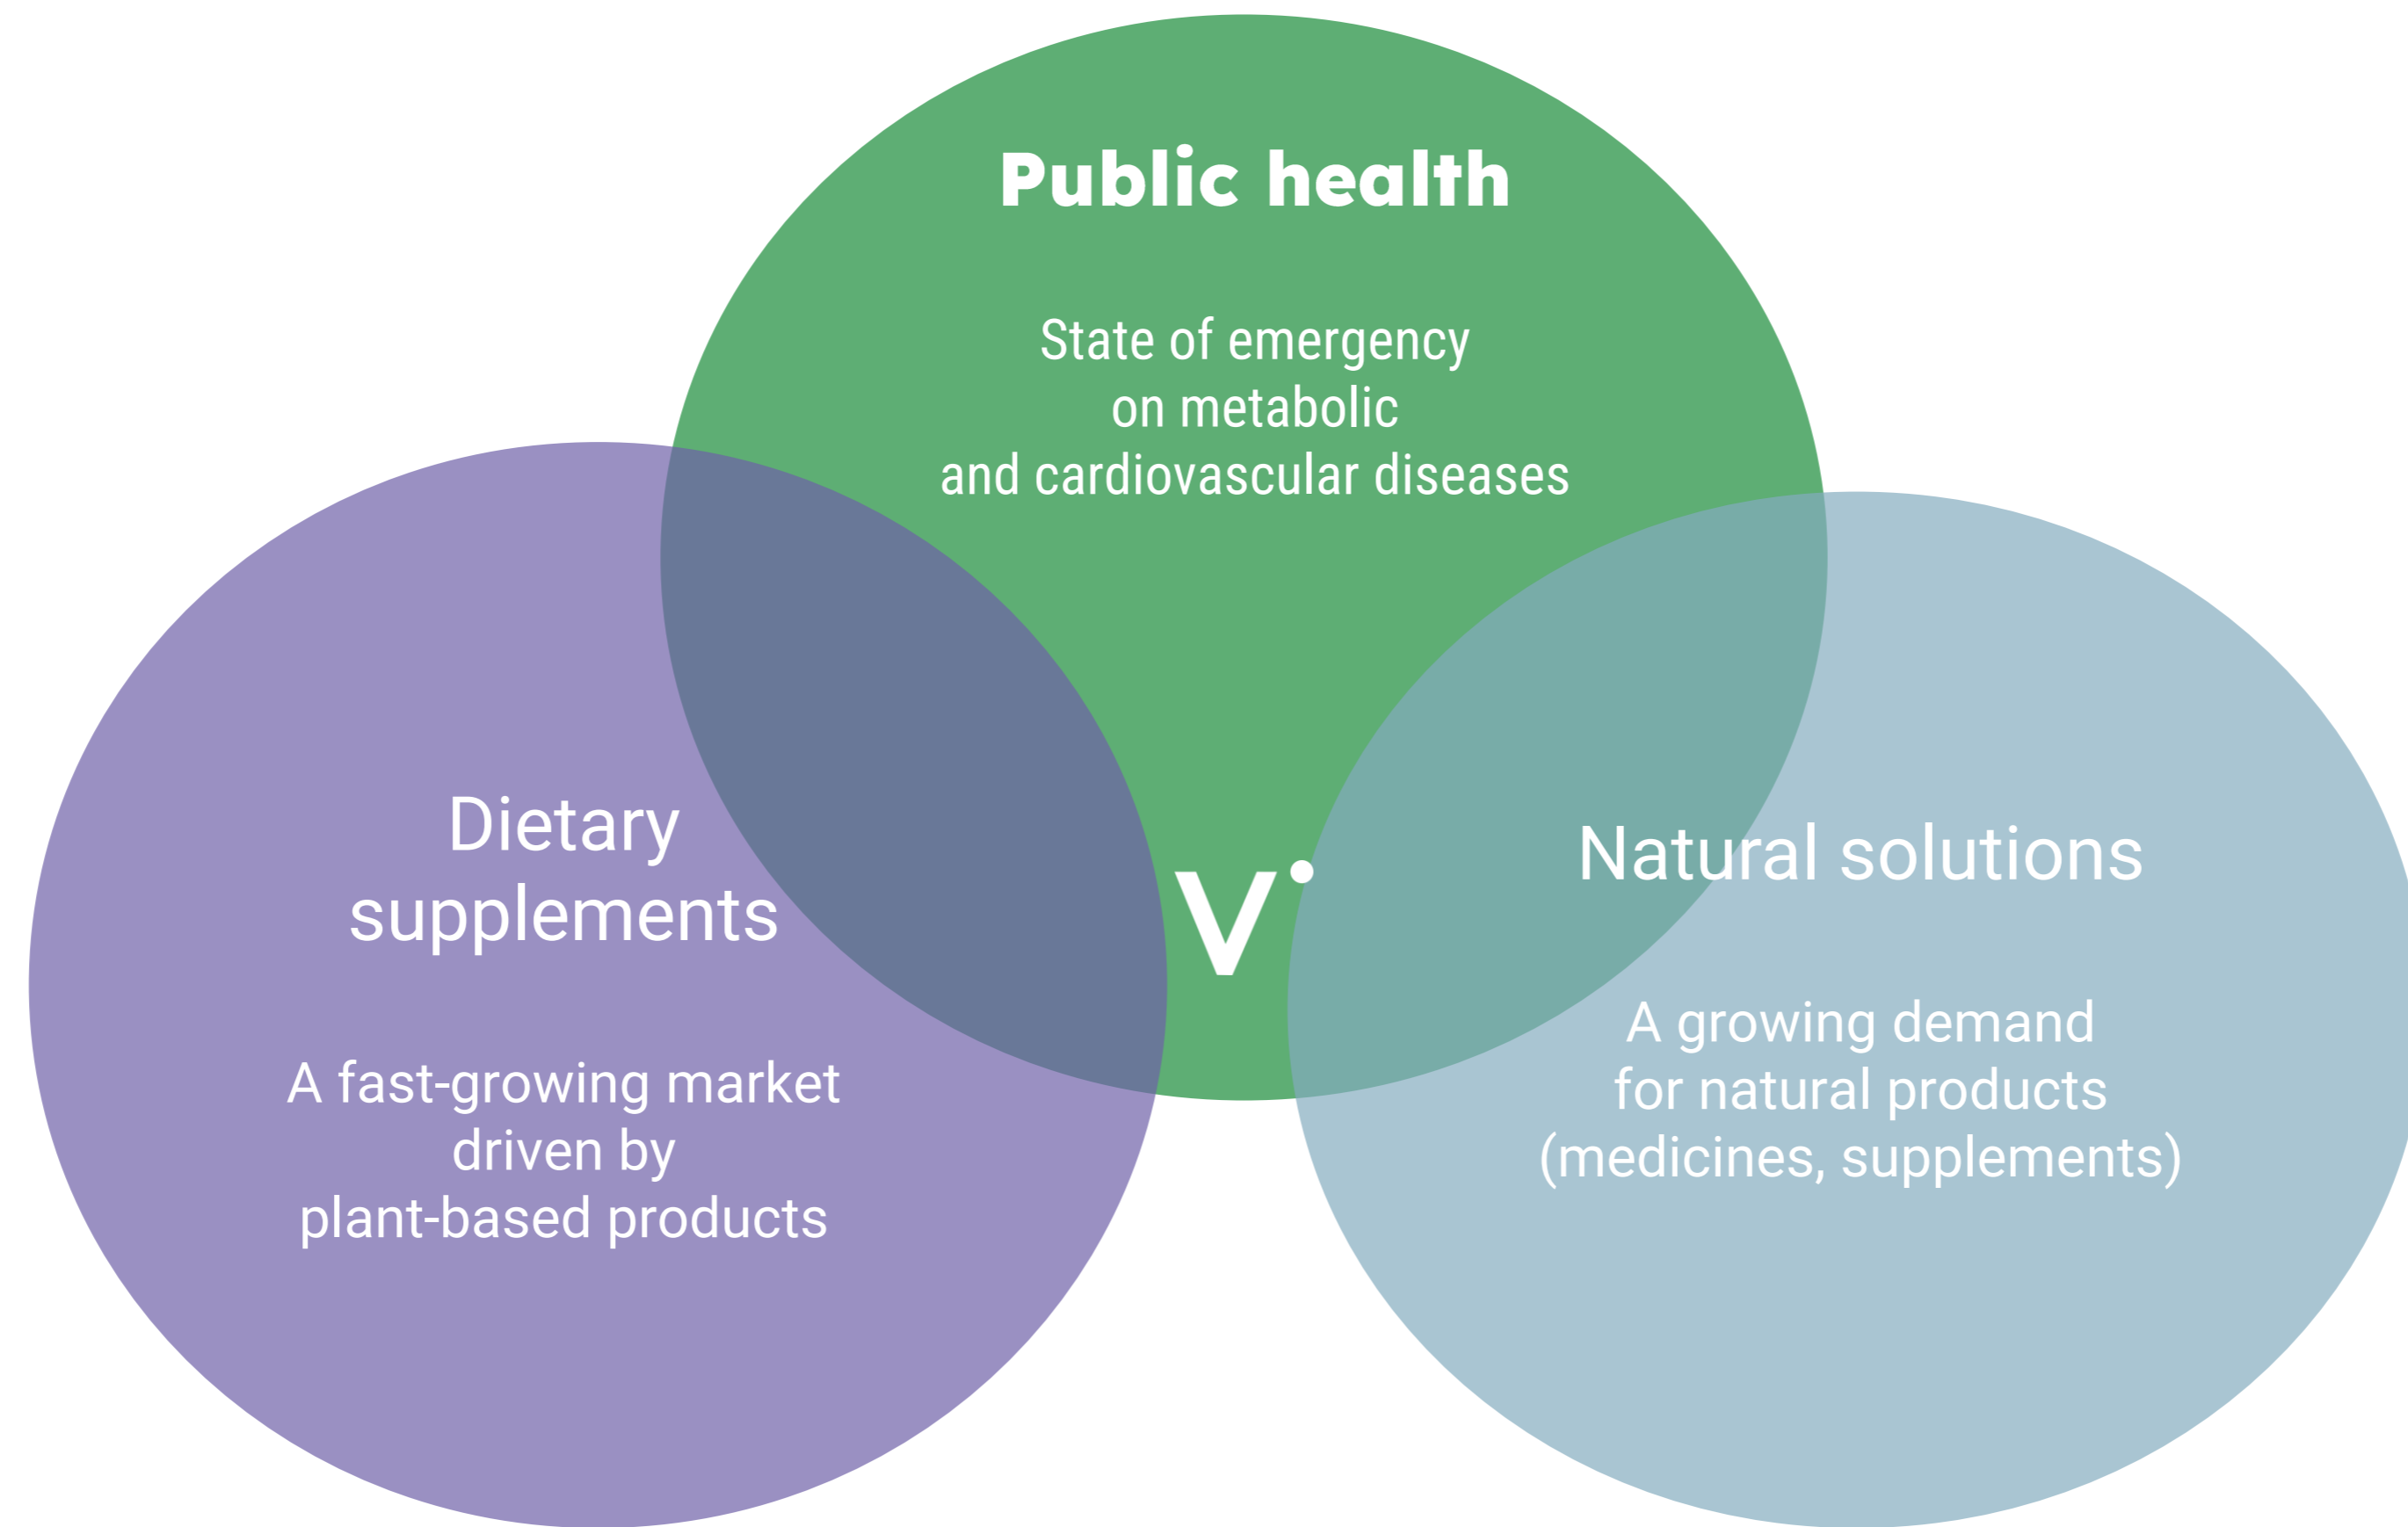 Public health
State of emergency
on metabolic
and cardiovascular diseases
Dietary
supplements
A fast-growing market
driven by
plant-based products
V
Natural solutions
A growing demand
for natural products
(medicines, supplements)